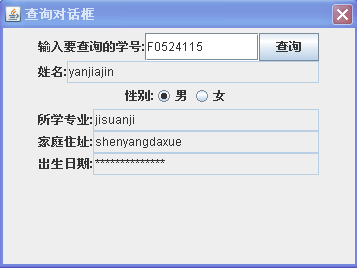 查询对话框
输入要查询的学号:F0524115 查询
姓名:yanjiajin
性别: 男 女
所学专业:jisuanji
家庭住址:shenyangdaxue
出生日期:**************